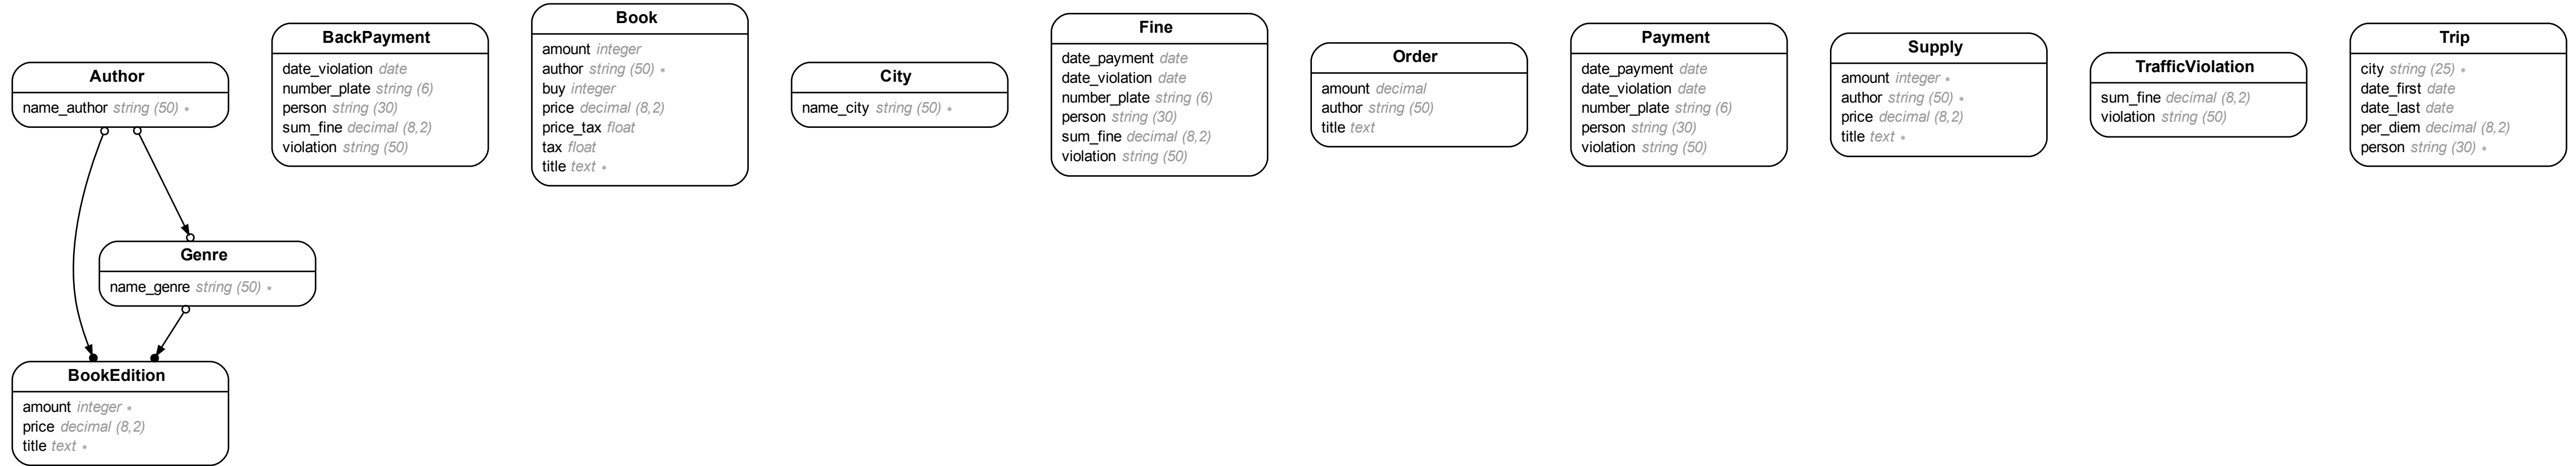 Author
name_author string (50) *
BackPayment
date_violation date
number_plate string (6)
person string (30)
sum_fine decimal (8,2)
violation string (50)
Book
amount integer
author string (50) *
buy integer
price decimal (8,2)
price_tax float
tax float
title text *
City
name_city string (50) *
Fine
date_payment date
date_violation date
number_plate string (6)
person string (30)
sum_fine decimal (8,2)
violation string (50)
Order
amount decimal
author string (50)
title text
Payment
date_payment date
date_violation date
number_plate string (6)
person string (30)
violation string (50)
Supply
amount integer *
author string (50) *
price decimal (8,2)
title text *
TrafficViolation
sum_fine decimal (8,2)
violation string (50)
Trip
city string (25) *
date_first date
date_last date
per_diem decimal (8,2)
person string (30) *
Genre
name_genre string (50) *
BookEdition
amount integer *
price decimal (8,2)
title text *